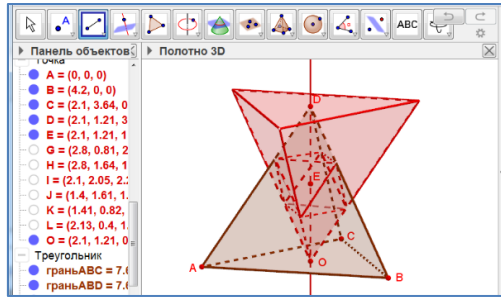 ABC
Панель объектов
Полотно 3D
Точка
A = (0, 0, 0)
B = (4.2, 0, 0)
C = (2.1, 3.64, 0
D = (2.1, 1.21, 3
E = (2.1, 1.21, 1
G = (2.8, 0.81, 2
H = (2.8, 1.64, 1
I = (2.1, 2.05, 2.
J = (1.4, 1.61, 1.
K = (1.41, 0.82,
L = (2.13, 0.4, 1
O = (2.1, 1.21, 0
Треугольник
граньABC = 7.
граньABD = 7.
D
E
C
A
O
B